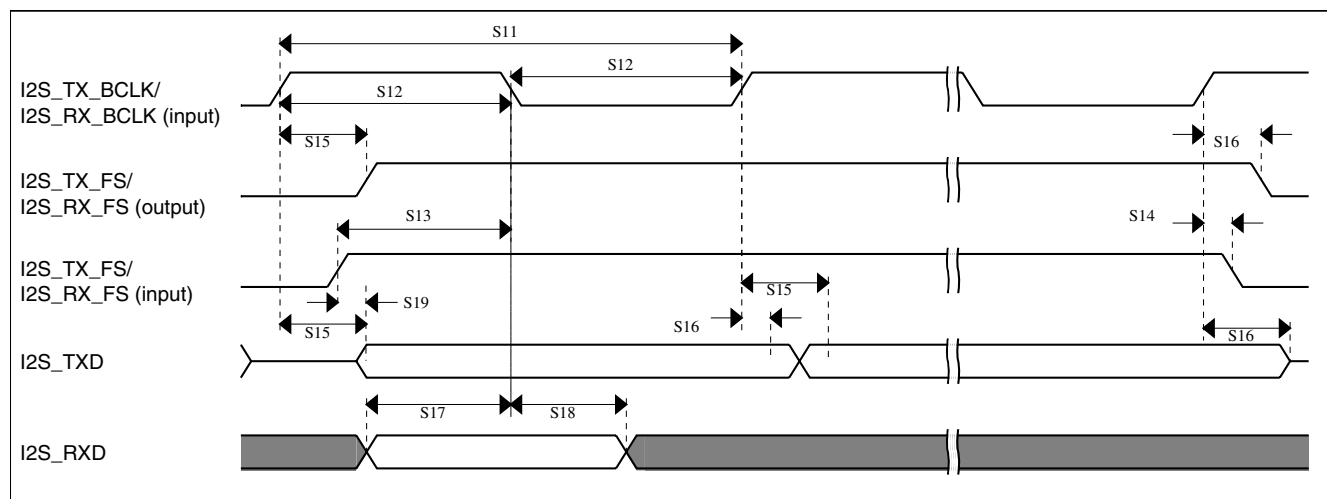 S11
S12
I2S_TX_BCLK/
I2S_RX_BCLK (input)
S12
S15
S16
I2S_TX_FS/
I2S_RX_FS (output)
S13
S14
I2S_TX_FS/
I2S_RX_FS (input)
S15
S19
S15
S16
S16
I2S_TXD
S17
S18
I2S_RXD